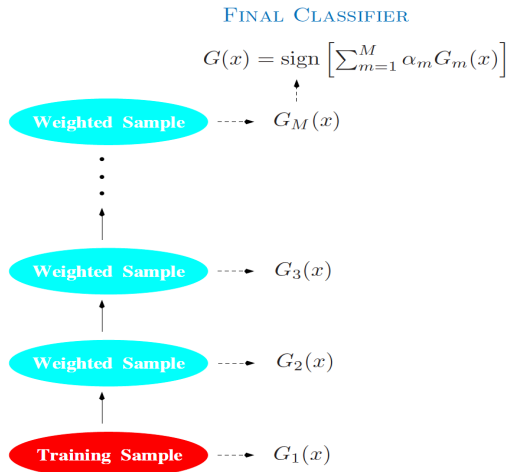 FINAL CLASSIFIER
G(x) = sign [∑_{m=1}^{M} α_m G_m(x)]
Weighted Sample
G_M(x)
Weighted Sample
G_3(x)
Weighted Sample
G_2(x)
Training Sample
G_1(x)